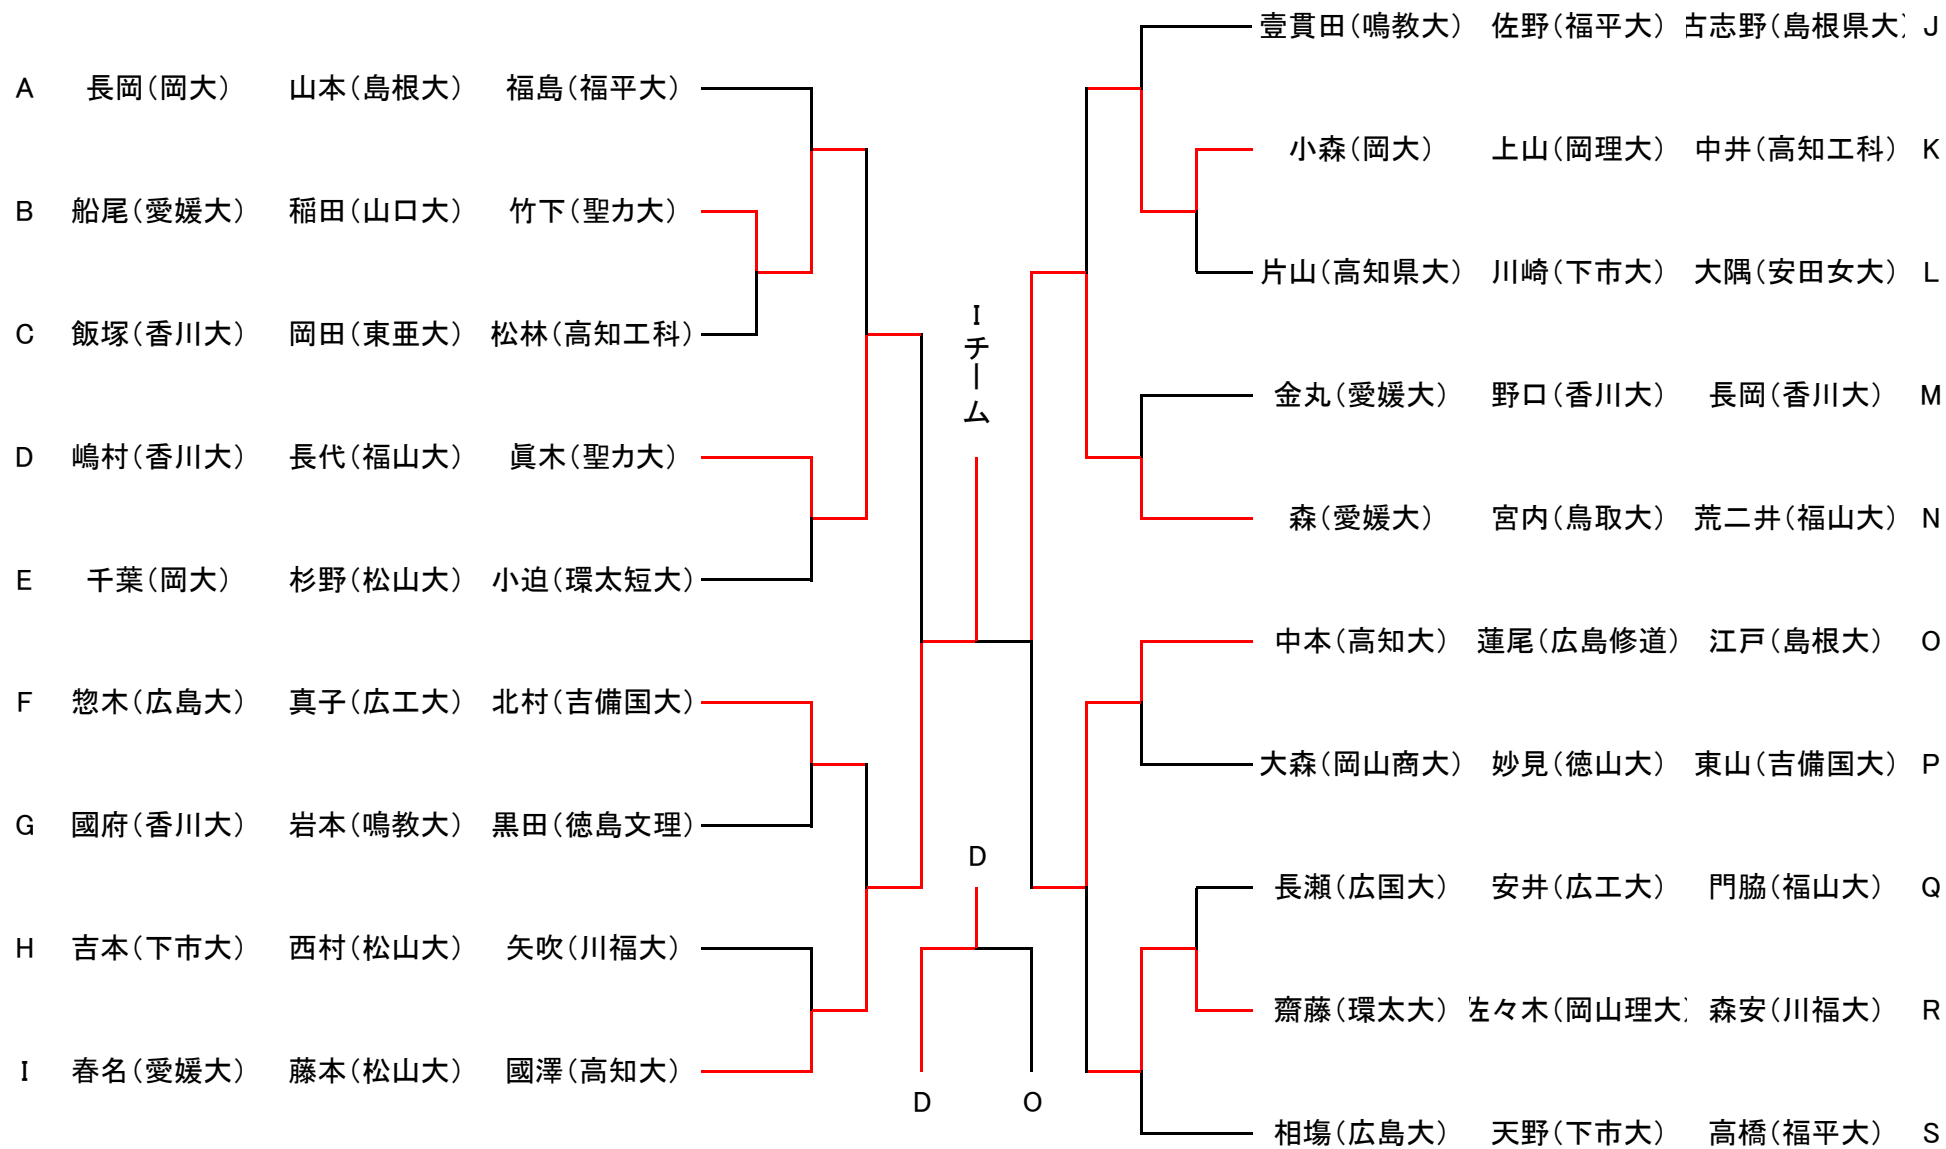 A 長岡(岡大) 山本(島根大) 福島(福平大)
B 船尾(愛媛大) 稲田(山口大) 竹下(聖カ大)
C 飯塚(香川大) 岡田(東亜大) 松林(高知工科)
D 嶋村(香川大) 長代(福山大) 眞木(聖カ大)
E 千葉(岡大) 杉野(松山大) 小迫(環太短大)
F 惣木(広島大) 真子(広工大) 北村(吉備国大)
G 國府(香川大) 岩本(鳴教大) 黒田(徳島文理)
H 吉本(下市大) 西村(松山大) 矢吹(川福大)
I 春名(愛媛大) 藤本(松山大) 國澤(高知大)
Iチーム
D
D O
壹貫田(鳴教大) 佐野(福平大) 古志野(島根県大) J
小森(岡大) 上山(岡理大) 中井(高知工科) K
片山(高知県大) 川崎(下市大) 大隅(安田女大) L
金丸(愛媛大) 野口(香川大) 長岡(香川大) M
森(愛媛大) 宮内(鳥取大) 荒二井(福山大) N
中本(高知大) 蓮尾(広島修道) 江戸(島根大) O
大森(岡山商大) 妙見(徳山大) 東山(吉備国大) P
長瀬(広国大) 安井(広工大) 門脇(福山大) Q
齋藤(環太大) 佐々木(岡山理大) 森安(川福大) R
相塲(広島大) 天野(下市大) 高橋(福平大) S